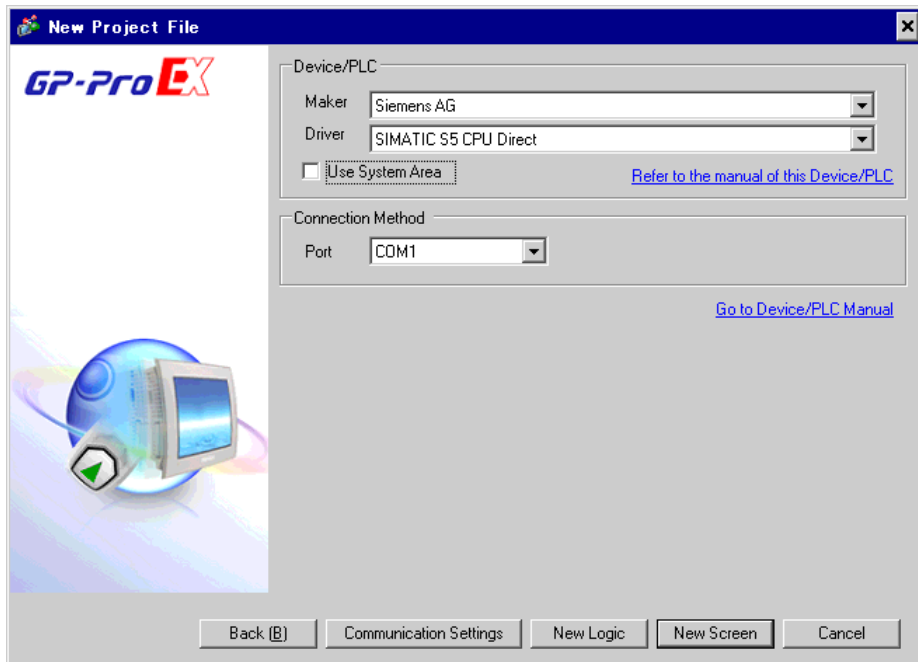 New Project File
GP-Pro EX
Device/PLC
Maker Siemens AG
Driver SIMATIC S5 CPU Direct
Use System Area Refer to the manual of this Device/PLC
Connection Method
Port COM1
Go to Device/PLC Manual
Back (B) Communication Settings New Logic New Screen Cancel